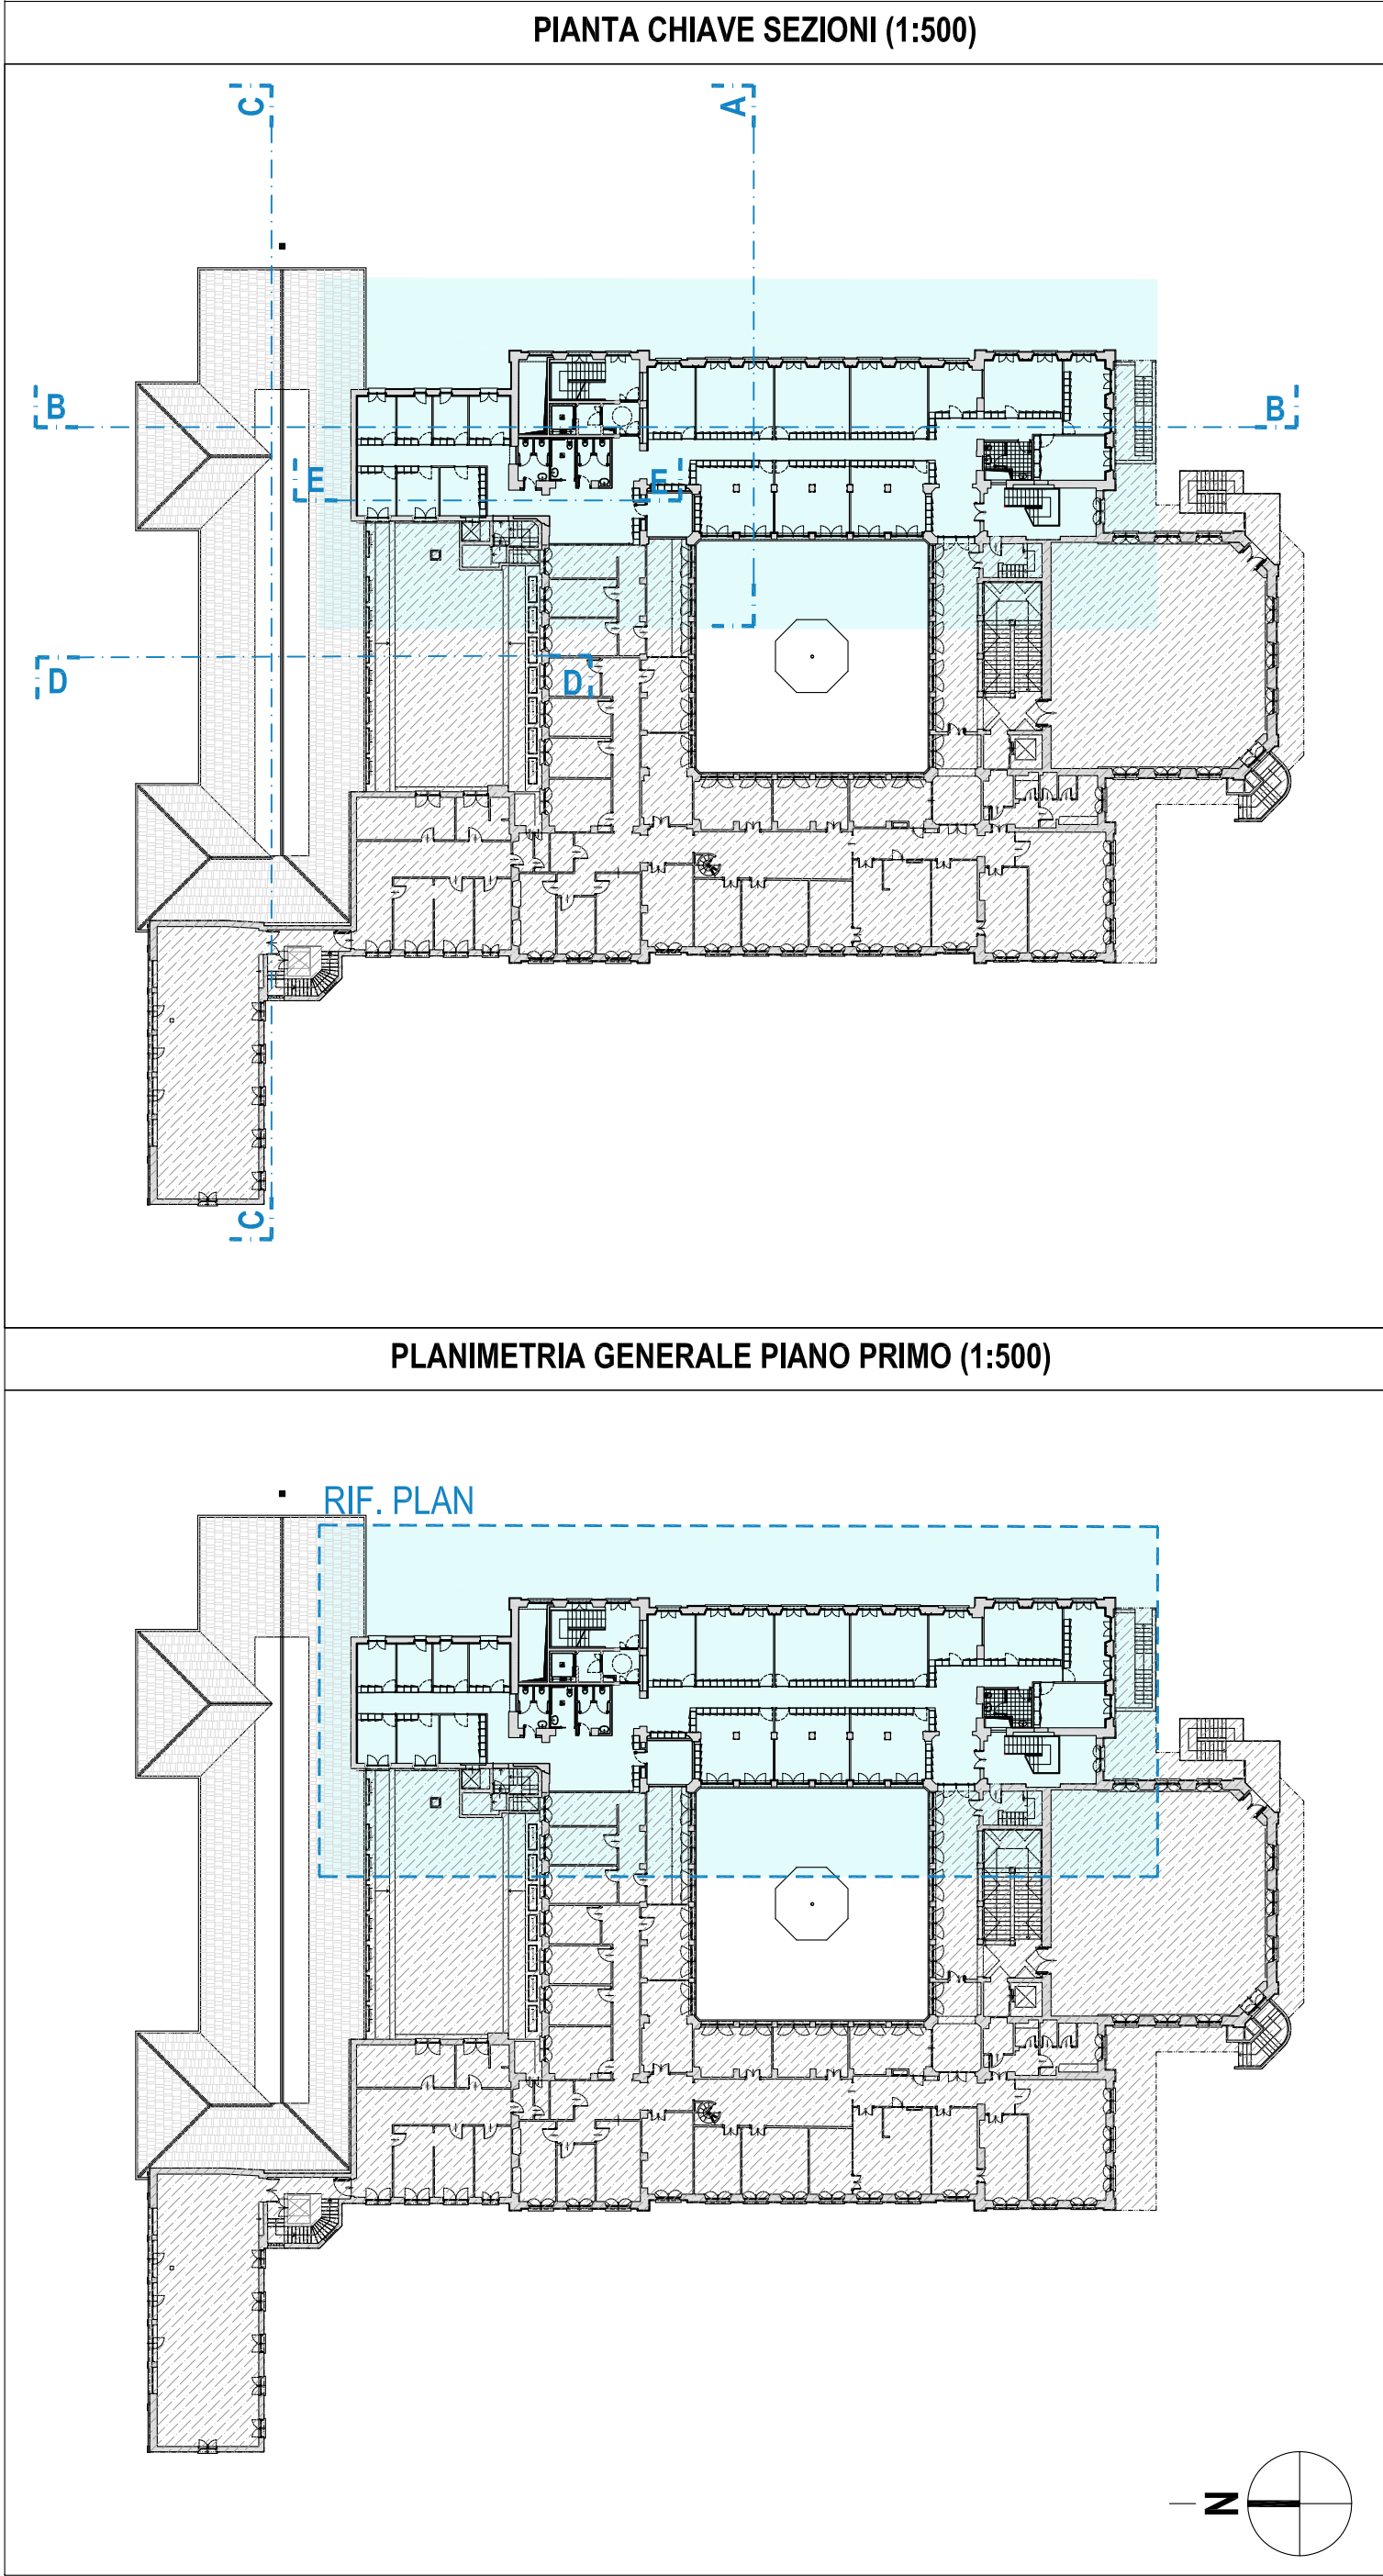 PIANTA CHIAVE SEZIONI (1:500)
C
A
B
B
E
E
D
D
C
PLANIMETRIA GENERALE PIANO PRIMO (1:500)
RIF. PLAN
N